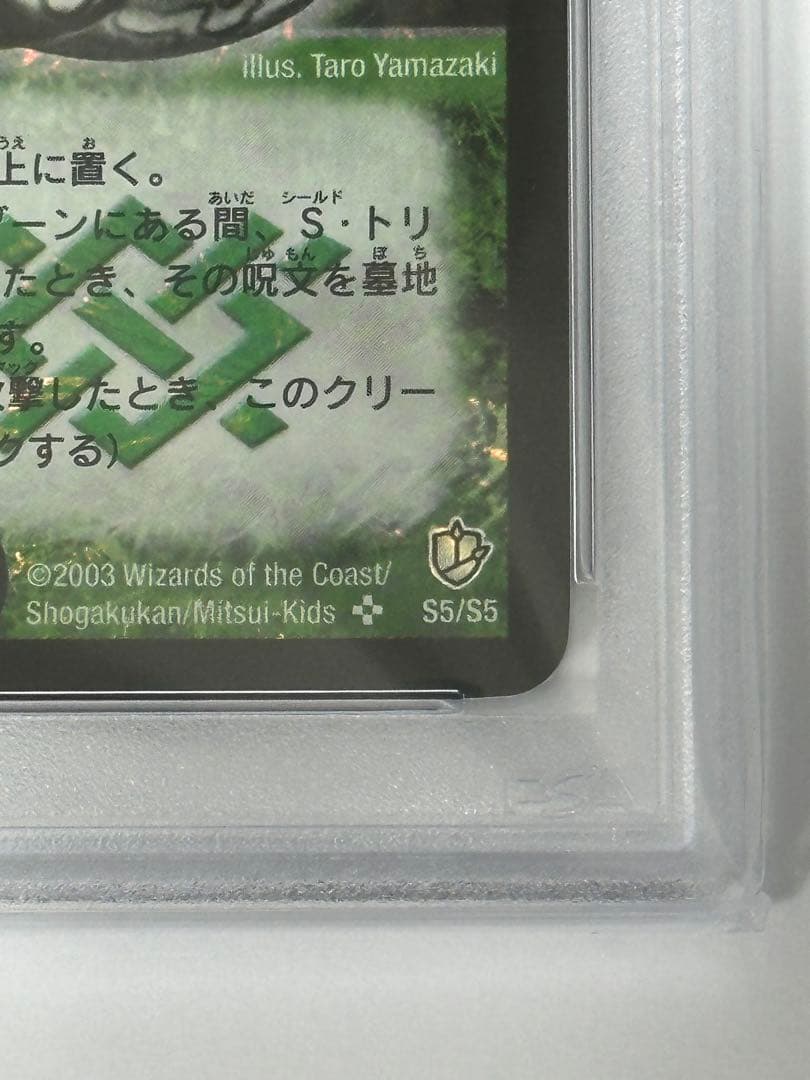 illus. Taro Yamazaki
上に置く。
ゾーンにある間、S・トリ
たとき、その呪文を墓地
す。
攻撃したとき、このクリー
クする)
©2003 Wizards of the Coast/
Shogakukan/Mitsui-Kids
S5/S5